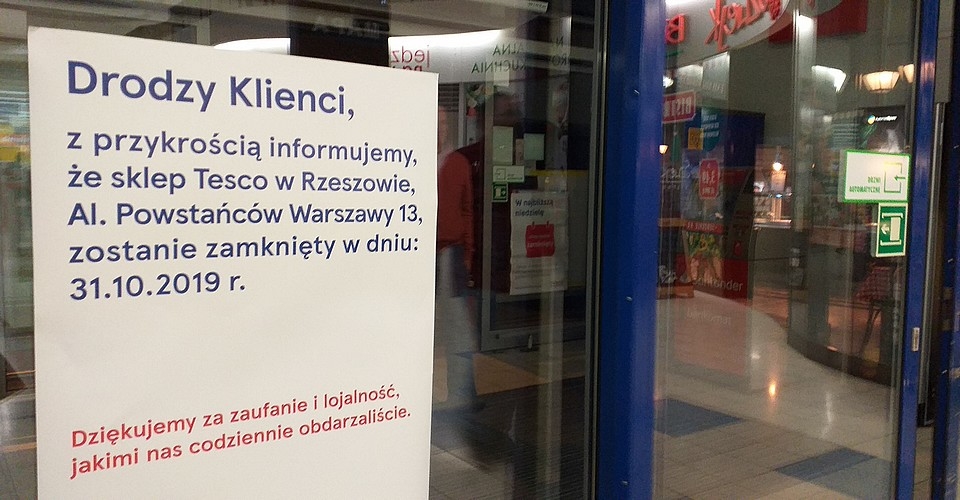 Drodzy Klienci,
z przykrością informujemy,
że sklep Tesco w Rzeszowie,
Al. Powstańców Warszawy 13,
zostanie zamknięty w dniu:
31.10.2019 r.
Dziękujemy za zaufanie i lojalność,
jakimi nas codziennie obdarzaliście.
W najbliższą
niedzielę
DRZWI
AUTOMATYCZNE